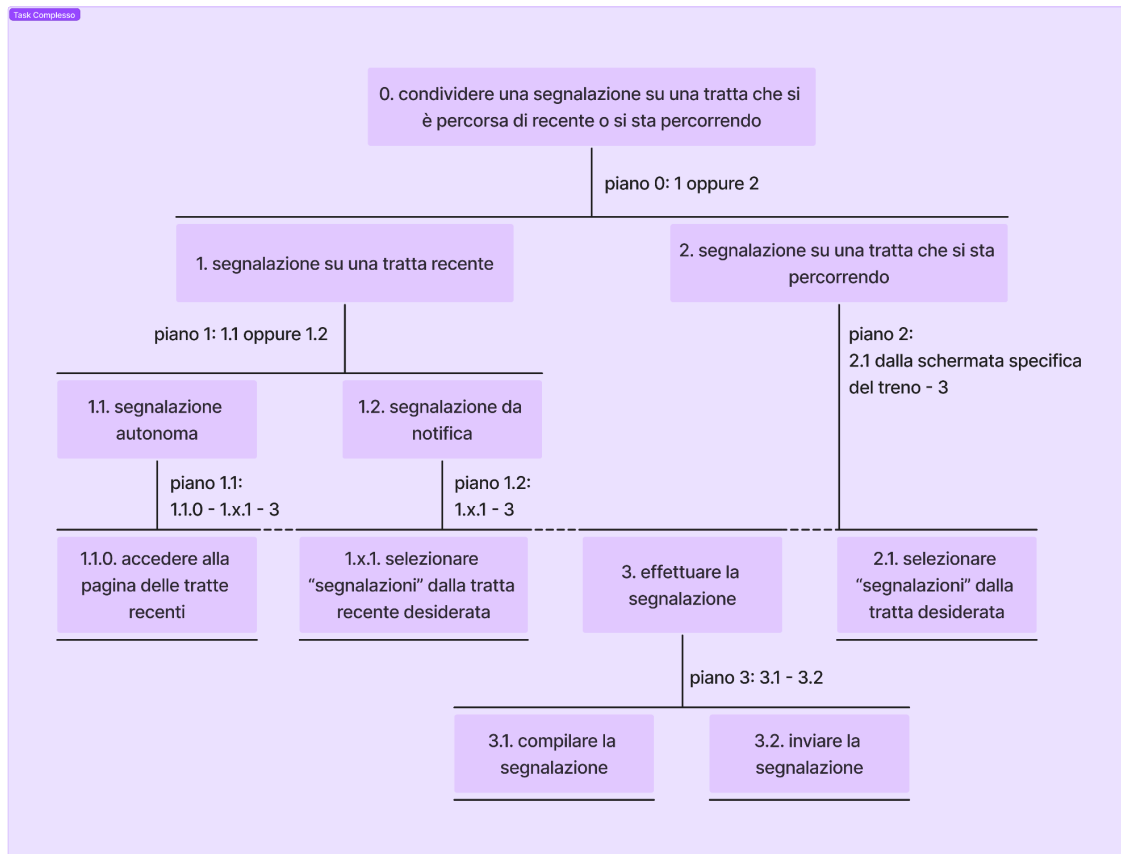 Task Complesso
0. condividere una segnalazione su una tratta che si
è percorsa di recente o si sta percorrendo
piano 0: 1 oppure 2
1. segnalazione su una tratta recente
2. segnalazione su una tratta che si sta
percorrendo
piano 1: 1.1 oppure 1.2
piano 2:
2.1 dalla schermata specifica
del treno - 3
1.1. segnalazione
autonoma
1.2. segnalazione da
notifica
piano 1.1:
1.1.0 - 1.x.1 - 3
piano 1.2:
1.x.1 - 3
1.1.0. accedere alla
pagina delle tratte
recenti
1.x.1. selezionare
“segnalazioni” dalla tratta
recente desiderata
3. effettuare la
segnalazione
2.1. selezionare
“segnalazioni” dalla
tratta desiderata
piano 3: 3.1 - 3.2
3.1. compilare la
segnalazione
3.2. inviare la
segnalazione